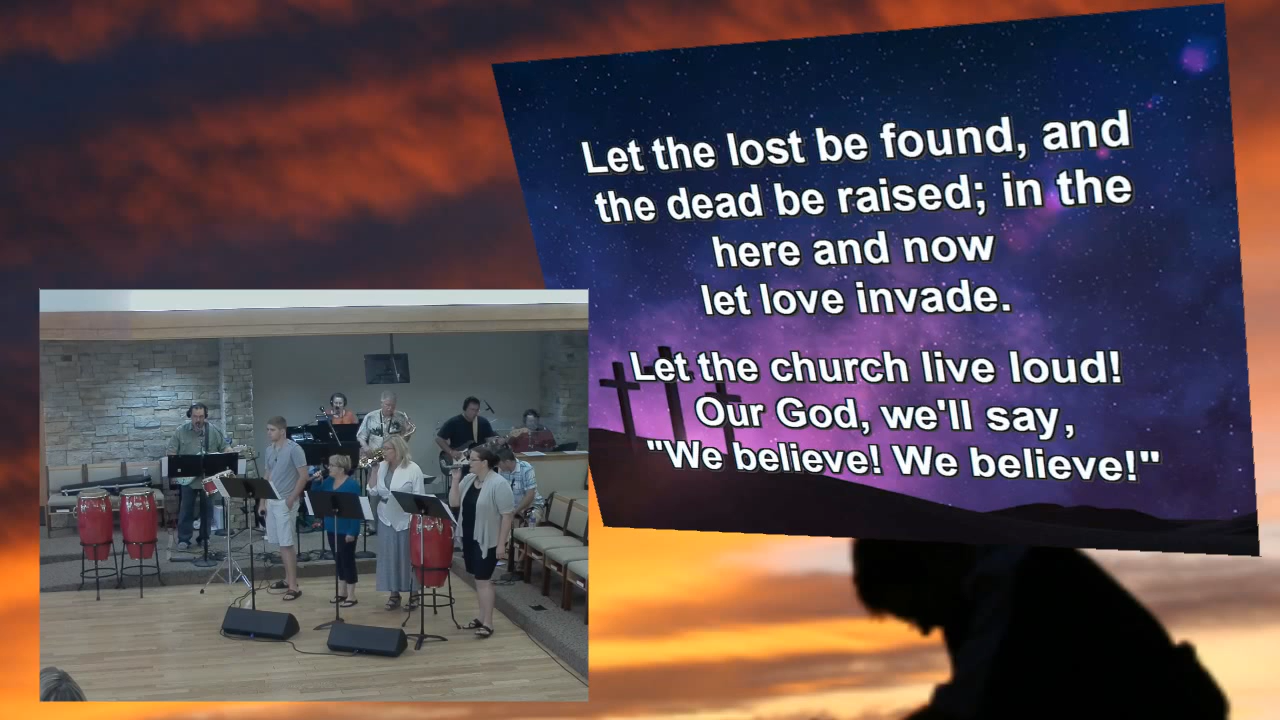 Let the lost be found, and
the dead be raised; in the
here and now
let love invade.
Let the church live loud!
Our God, we'll say,
"We believe! We believe!"